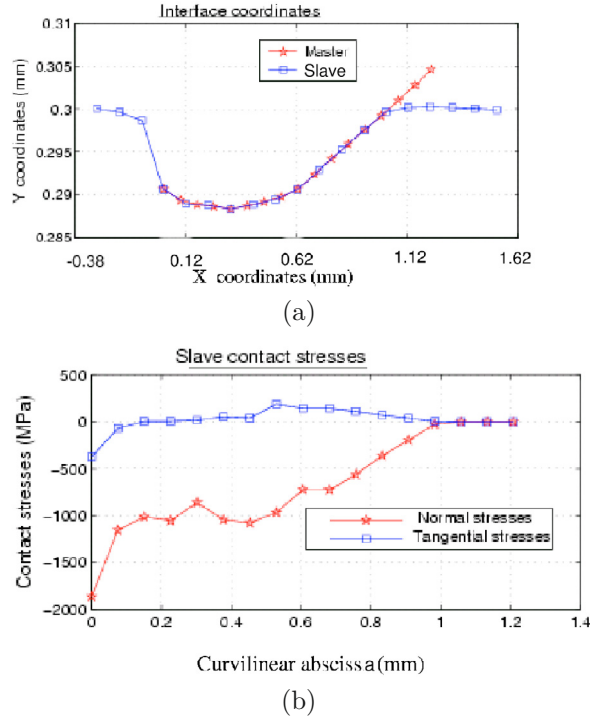 Interface coordinates
0.31
0.305
0.3
0.295
0.29
0.285
Y coordinates (mm)
Master
Slave
-0.38
0.12
0.62
1.12
1.62
X coordinates (mm)
(a)
Slave contact stresses
500
0
−500
−1000
−1500
−2000
Contact stresses (MPa)
Normal stresses
Tangential stresses
0
0.2
0.4
0.6
0.8
1
1.2
1.4
Curvilinear abscissa (mm)
(b)